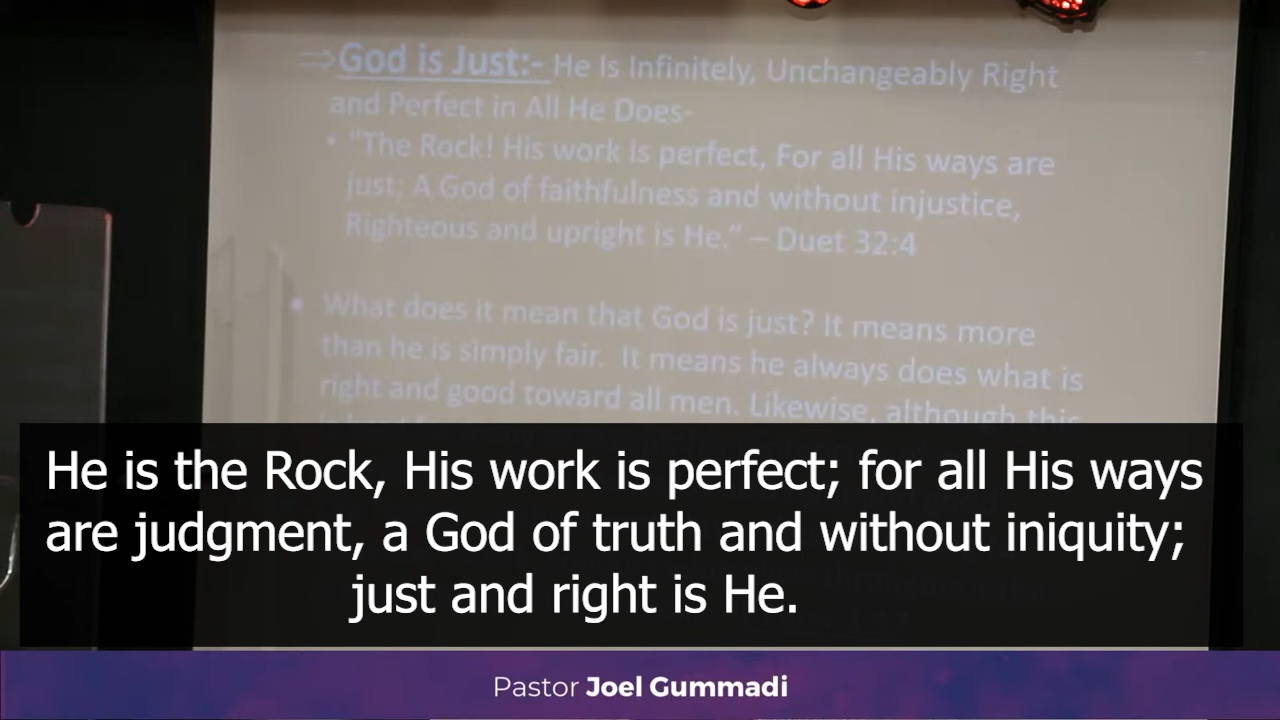 ⇒God is Just:- He Is Infinitely, Unchangeably Right
and Perfect in All He Does-
• "The Rock! His work is perfect, For all His ways are
just; A God of faithfulness and without injustice,
Righteous and upright is He.” – Duet 32:4
• What does it mean that God is just? It means more
than he is simply fair. It means he always does what is
right and good toward all men. Likewise, although this
He is the Rock, His work is perfect; for all His ways
are judgment, a God of truth and without iniquity;
just and right is He.
Pastor Joel Gummadi